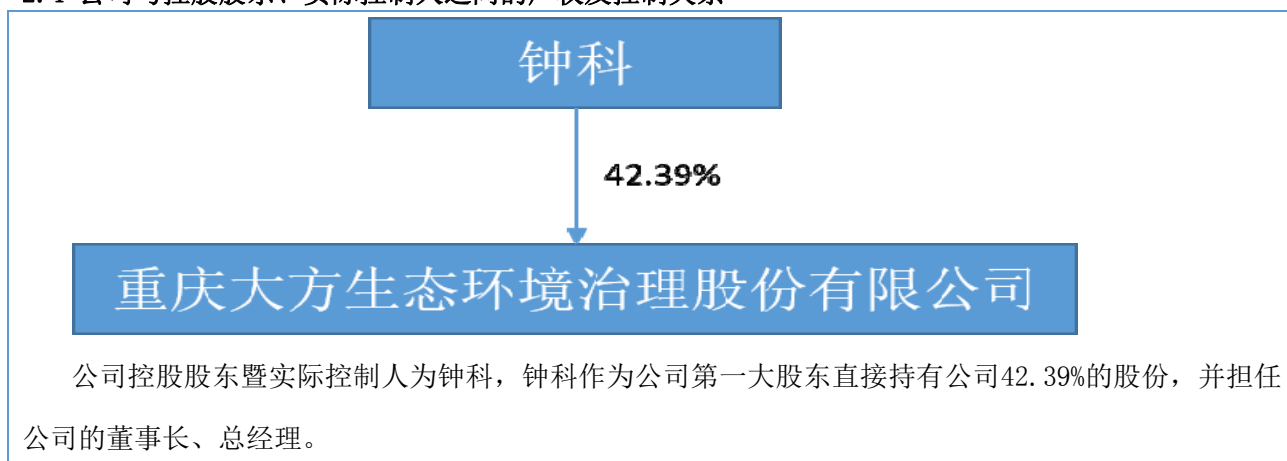 钟科
42.39%
重庆大方生态环境治理股份有限公司
公司控股股东暨实际控制人为钟科，钟科作为公司第一大股东直接持有公司42.39%的股份，并担任
公司的董事长、总经理。